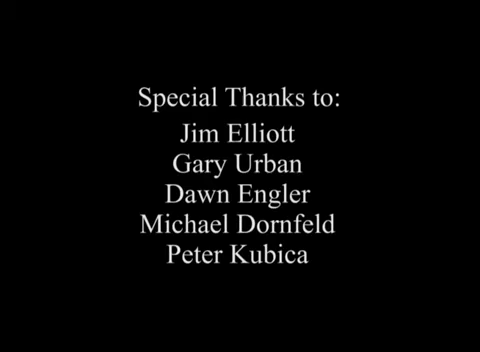 Special Thanks to:
Jim Elliott
Gary Urban
Dawn Engler
Michael Dornfeld
Peter Kubica